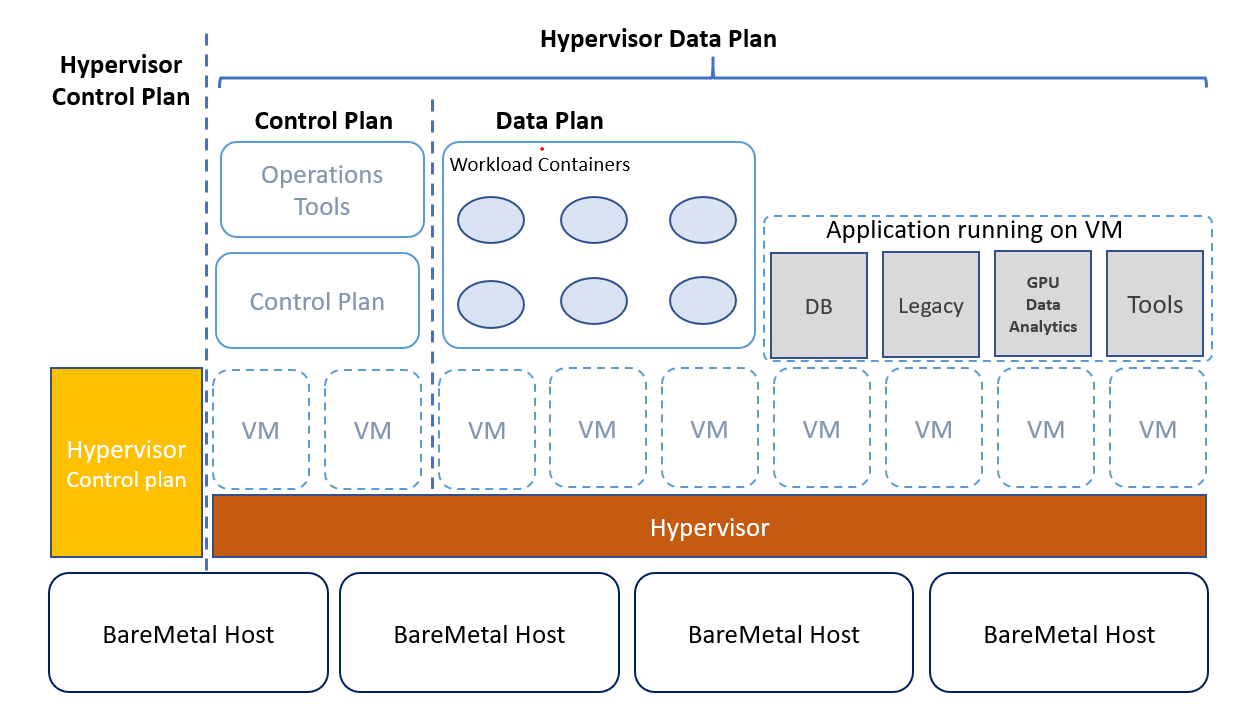 Hypervisor
Control Plan
Hypervisor Data Plan
Control Plan
Data Plan
Operations
Tools
Control Plan
Workload Containers
Application running on VM
DB
Legacy
GPU
Data
Analytics
Tools
Hypervisor
Control plan
VM
VM
VM
VM
VM
VM
VM
VM
VM
Hypervisor
BareMetal Host
BareMetal Host
BareMetal Host
BareMetal Host